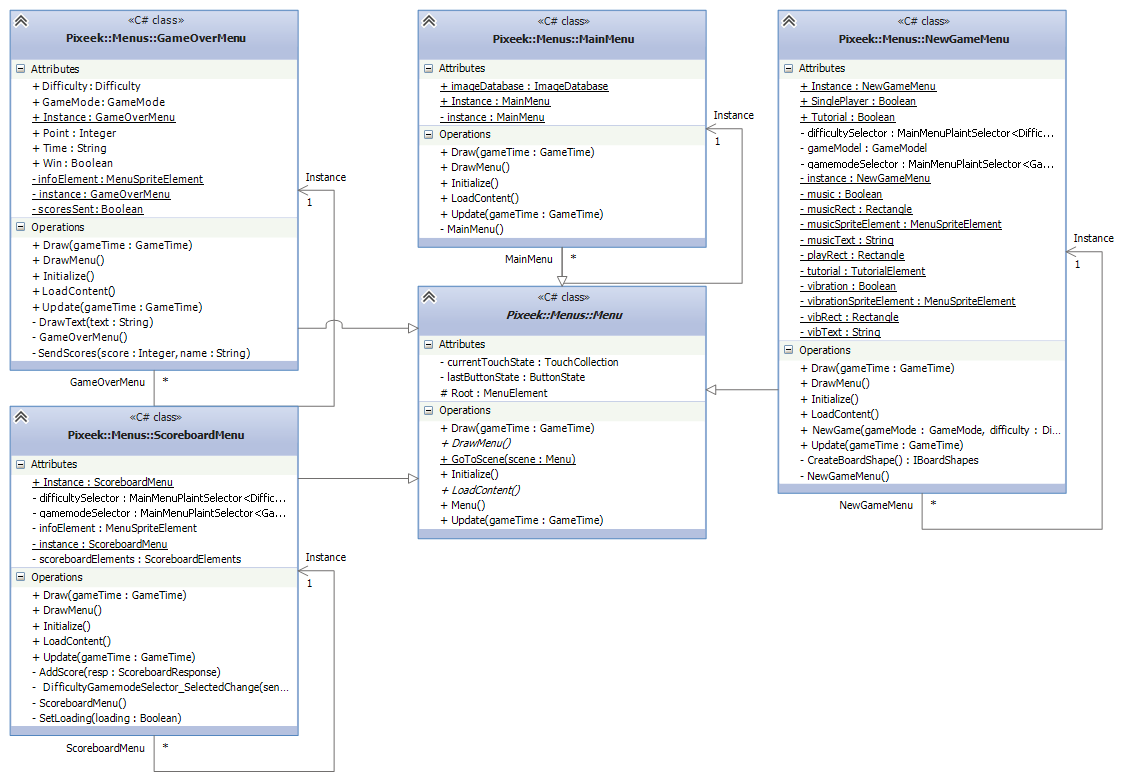 «C# class»
Pixeek::Menus::GameOverMenu
Attributes
+ Difficulty : Difficulty
+ GameMode : GameMode
+ Instance : GameOverMenu
+ Point : Integer
+ Time : String
+ Win : Boolean
- infoElement : MenuSpriteElement
- instance : GameOverMenu
- scoresSent : Boolean
Operations
+ Draw(gameTime : GameTime)
+ DrawMenu()
+ Initialize()
+ LoadContent()
+ Update(gameTime : GameTime)
- DrawText(text : String)
- GameOverMenu()
- SendScores(score : Integer, name : String)
Instance
1
GameOverMenu
*
«C# class»
Pixeek::Menus::MainMenu
Attributes
+ imageDatabase : ImageDatabase
+ Instance : MainMenu
- instance : MainMenu
Operations
+ Draw(gameTime : GameTime)
+ DrawMenu()
+ Initialize()
+ LoadContent()
+ Update(gameTime : GameTime)
- MainMenu()
Instance
1
MainMenu
*
«C# class»
Pixeek::Menus::NewGameMenu
Attributes
+ Instance : NewGameMenu
+ SinglePlayer : Boolean
+ Tutorial : Boolean
- difficultySelector : MainMenuPlaintSelector<Diffic...
- gameModel : GameModel
- gamemodeSelector : MainMenuPlaintSelector<Ga...
- instance : NewGameMenu
- music : Boolean
- musicRect : Rectangle
- musicSpriteElement : MenuSpriteElement
- musicText : String
- playRect : Rectangle
- tutorial : TutorialElement
- vibration : Boolean
- vibrationSpriteElement : MenuSpriteElement
- vibRect : Rectangle
- vibText : String
Operations
+ Draw(gameTime : GameTime)
+ DrawMenu()
+ Initialize()
+ LoadContent()
+ NewGame(gameMode : GameMode, difficulty : Di...
+ Update(gameTime : GameTime)
- CreateBoardShape() : IBoardShapes
- NewGameMenu()
Instance
1
NewGameMenu
*
«C# class»
Pixeek::Menus::Menu
Attributes
- currentTouchState : TouchCollection
- lastButtonState : ButtonState
# Root : MenuElement
Operations
+ Draw(gameTime : GameTime)
+ DrawMenu()
+ GoToScene(scene : Menu)
+ Initialize()
+ LoadContent()
+ Menu()
+ Update(gameTime : GameTime)
«C# class»
Pixeek::Menus::ScoreboardMenu
Attributes
+ Instance : ScoreboardMenu
- difficultySelector : MainMenuPlaintSelector<Diffic...
- gamemodeSelector : MainMenuPlaintSelector<Ga...
- infoElement : MenuSpriteElement
- instance : ScoreboardMenu
- scoreboardElements : ScoreboardElements
Operations
+ Draw(gameTime : GameTime)
+ DrawMenu()
+ Initialize()
+ LoadContent()
+ Update(gameTime : GameTime)
- AddScore(resp : ScoreboardResponse)
- DifficultyGamemodeSelector_SelectedChange(sen...
- ScoreboardMenu()
- SetLoading(loading : Boolean)
Instance
1
ScoreboardMenu
*